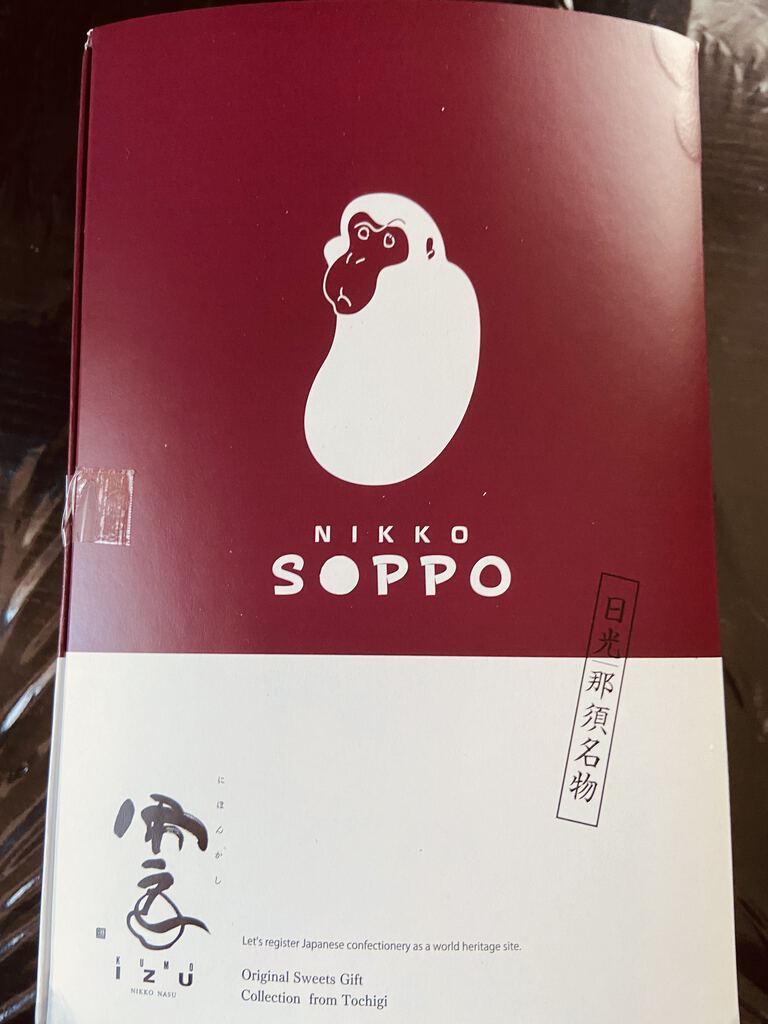 NIKKO
SOPPO
日光|那須名物
にほんがし
KUMO
IZU
NIKKO NASU
Let's register Japanese confectionery as a world heritage site.
Original Sweets Gift
Collection from Tochigi